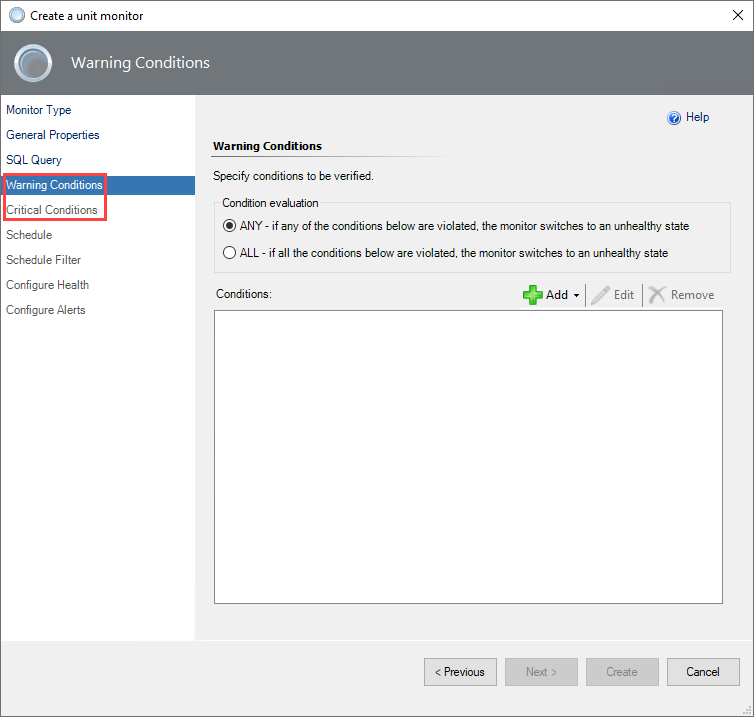 Create a unit monitor
Warning Conditions
Monitor Type
General Properties
SQL Query
Warning Conditions
Critical Conditions
Schedule
Schedule Filter
Configure Health
Configure Alerts
Help
Warning Conditions
Specify conditions to be verified.
Condition evaluation
ANY - if any of the conditions below are violated, the monitor switches to an unhealthy state
ALL - if all the conditions below are violated, the monitor switches to an unhealthy state
Conditions: Add Edit Remove
< Previous Next > Create Cancel